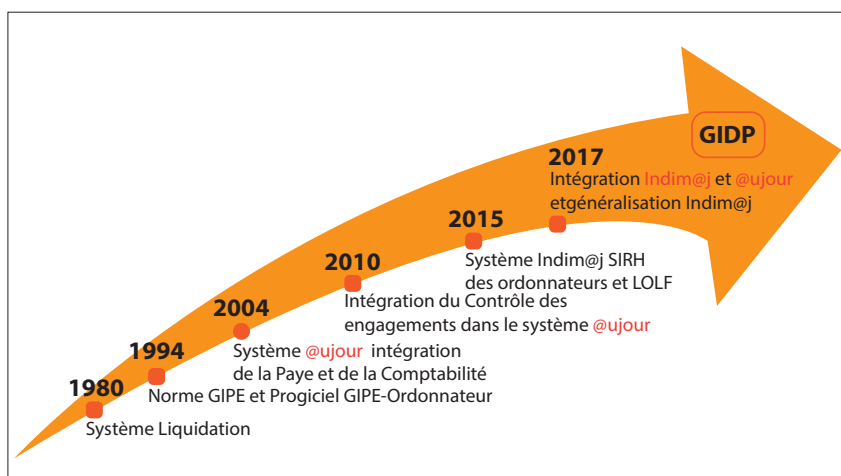 GIDP
2017
Intégration Indim@j et @ujour
etgénéralisation Indim@j
2015
Système Indim@j SIRH
des ordonnateurs et LOLF
2010
Intégration du Contrôle des
engagements dans le système @ujour
2004
Système @ujour intégration
de la Paye et de la Comptabilité
1994
Norme GIPE et Progiciel GIPE-Ordonnateur
1980
Système Liquidation